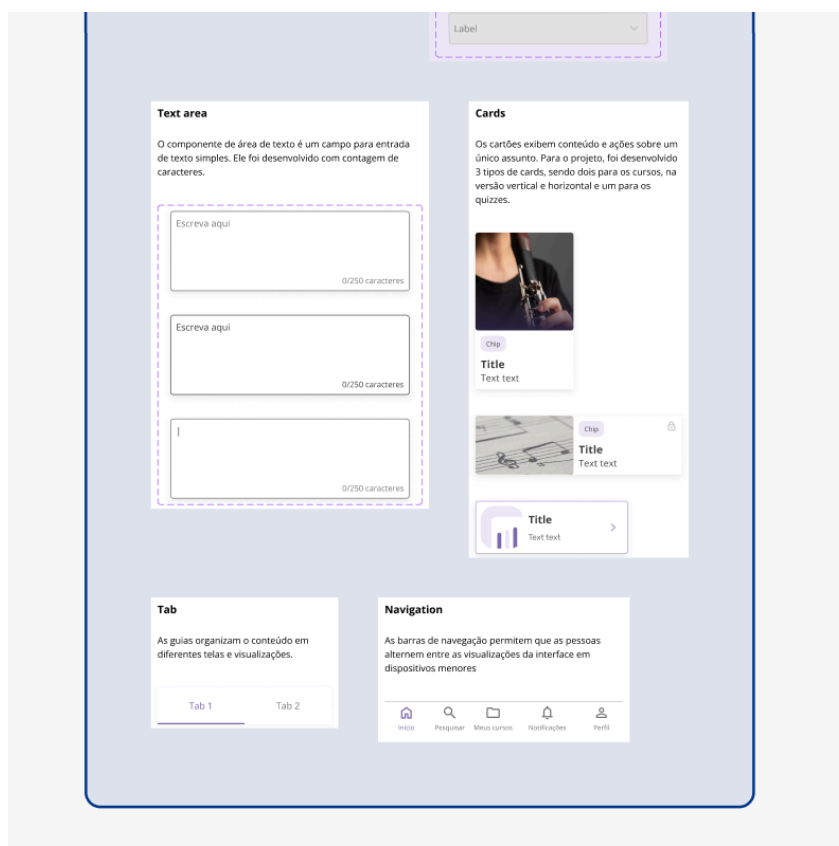 Label
Text area
O componente de área de texto é um campo para entrada
de texto simples. Ele foi desenvolvido com contagem de
caracteres.
Escreva aqui
0/250 caracteres
Escreva aqui
0/250 caracteres
0/250 caracteres
Cards
Os cartões exibem conteúdo e ações sobre um
único assunto. Para o projeto, foi desenvolvido
3 tipos de cards, sendo dois para os cursos, na
versão vertical e horizontal e um para os
quizzes.
Chip
Title
Text text
Chip
Title
Text text
Title
Text text
Tab
As guias organizam o conteúdo em
diferentes telas e visualizações.
Tab 1
Tab 2
Navigation
As barras de navegação permitem que as pessoas
alternem entre as visualizações da interface em
dispositivos menores
Início
Pesquisar
Meus cursos
Notificações
Perfil